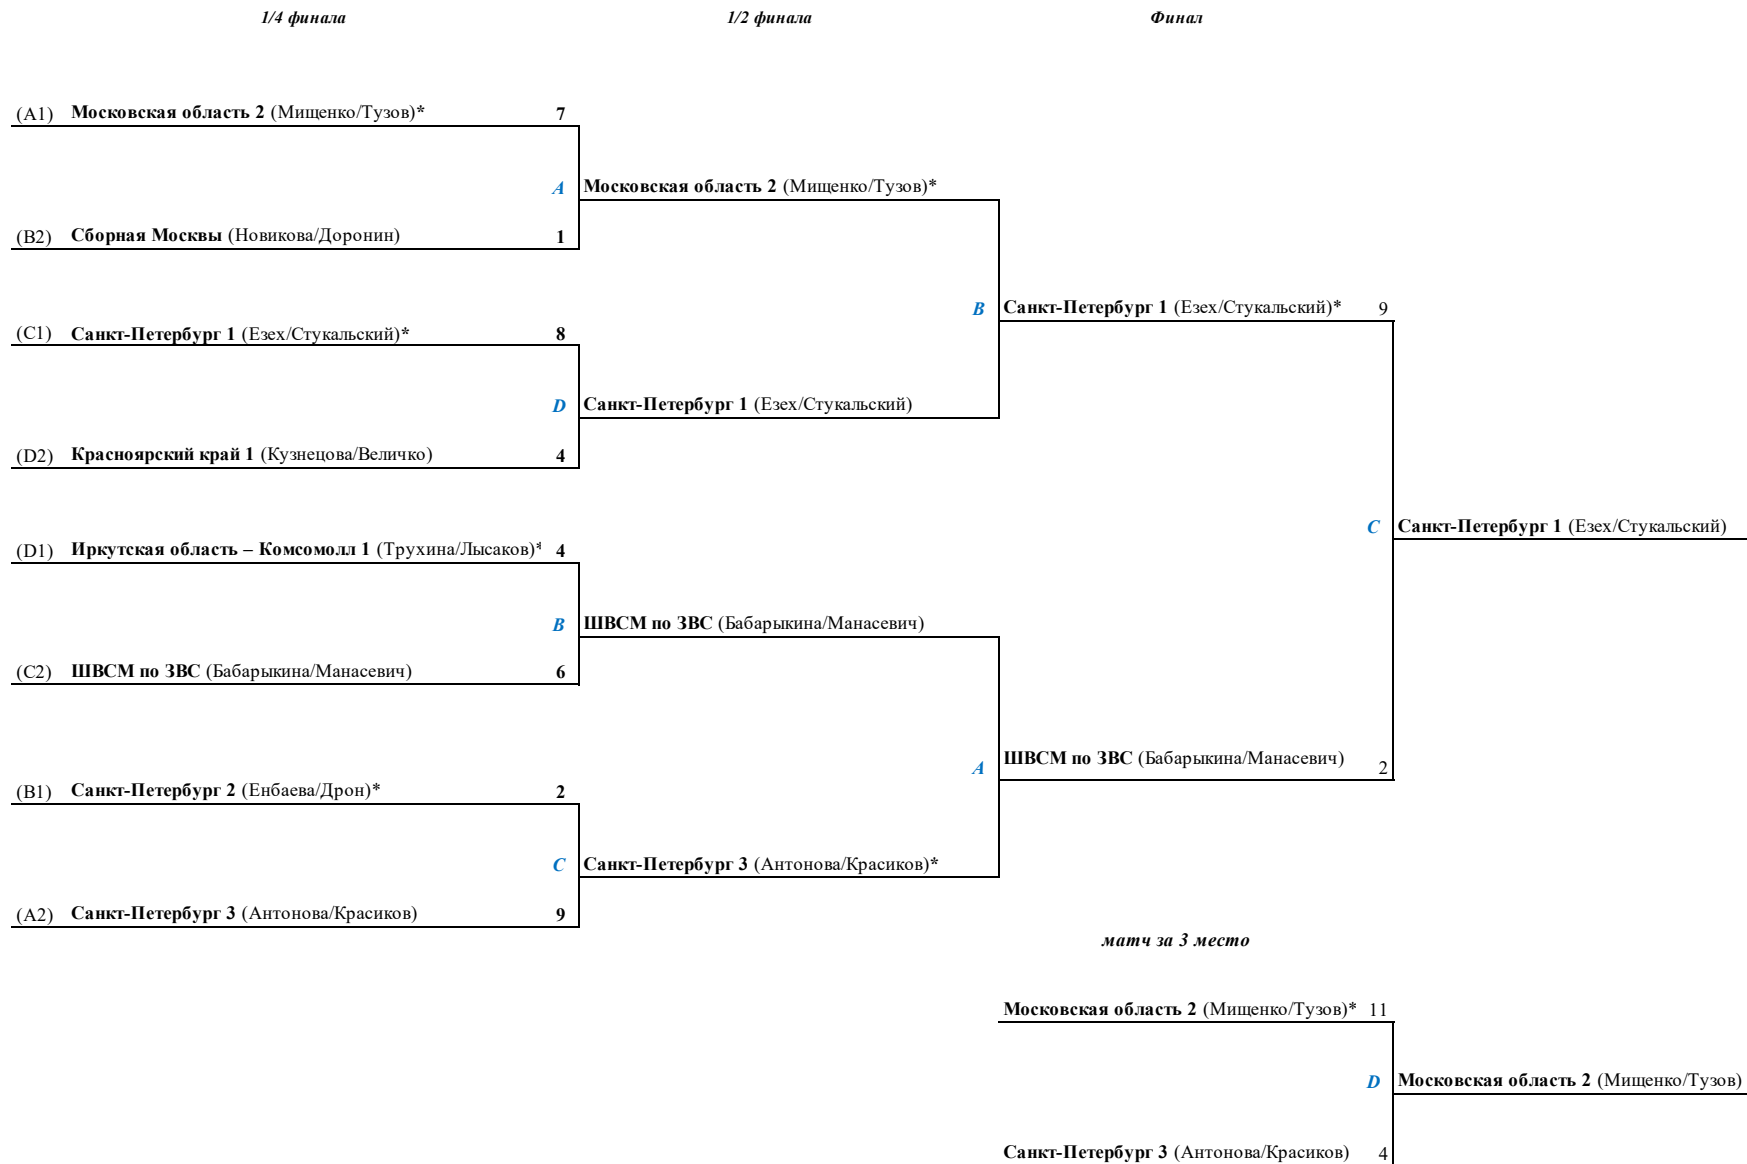 1/4 финала 1/2 финала Финал
(A1) Московская область 2 (Мищенко/Тузов)* 7
A Московская область 2 (Мищенко/Тузов)*
(B2) Сборная Москвы (Новикова/Доронин) 1
B Санкт-Петербург 1 (Езех/Стукальский)* 9
(C1) Санкт-Петербург 1 (Езех/Стукальский)* 8
D Санкт-Петербург 1 (Езех/Стукальский)
(D2) Красноярский край 1 (Кузнецова/Величко) 4
C Санкт-Петербург 1 (Езех/Стукальский)
(D1) Иркутская область – Комсомолл 1 (Трухина/Лысаков)* 4
B ШВСМ по ЗВС (Бабарыкина/Манасевич)
(C2) ШВСМ по ЗВС (Бабарыкина/Манасевич) 6
A ШВСМ по ЗВС (Бабарыкина/Манасевич) 2
(B1) Санкт-Петербург 2 (Енбаева/Дрон)* 2
C Санкт-Петербург 3 (Антонова/Красиков)*
(A2) Санкт-Петербург 3 (Антонова/Красиков) 9
матч за 3 место
Московская область 2 (Мищенко/Тузов)* 11
D Московская область 2 (Мищенко/Тузов)
Санкт-Петербург 3 (Антонова/Красиков) 4